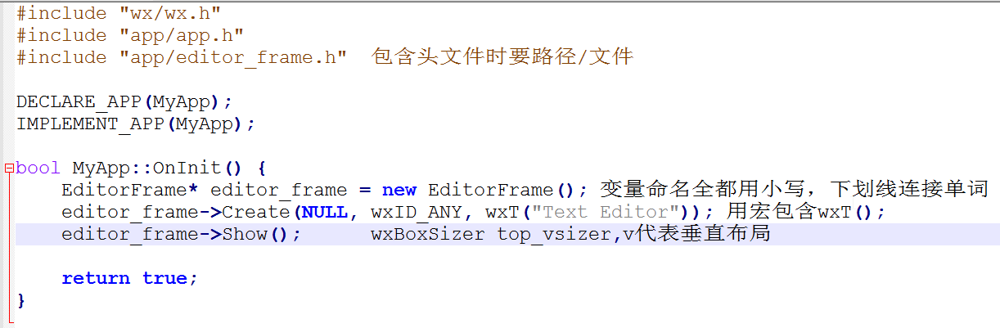 #include "wx/wx.h"
#include "app/app.h"
#include "app/editor_frame.h"  包含头文件时要路径/文件
DECLARE_APP(MyApp);
IMPLEMENT_APP(MyApp);
bool MyApp::OnInit() {
    EditorFrame* editor_frame = new EditorFrame(); 变量命名全都用小写，下划线连接单词
    editor_frame->Create(NULL, wxID_ANY, wxT("Text Editor")); 用宏包含wxT();
    editor_frame->Show();      wxBoxSizer top_vsizer,v代表垂直布局
    return true;
}